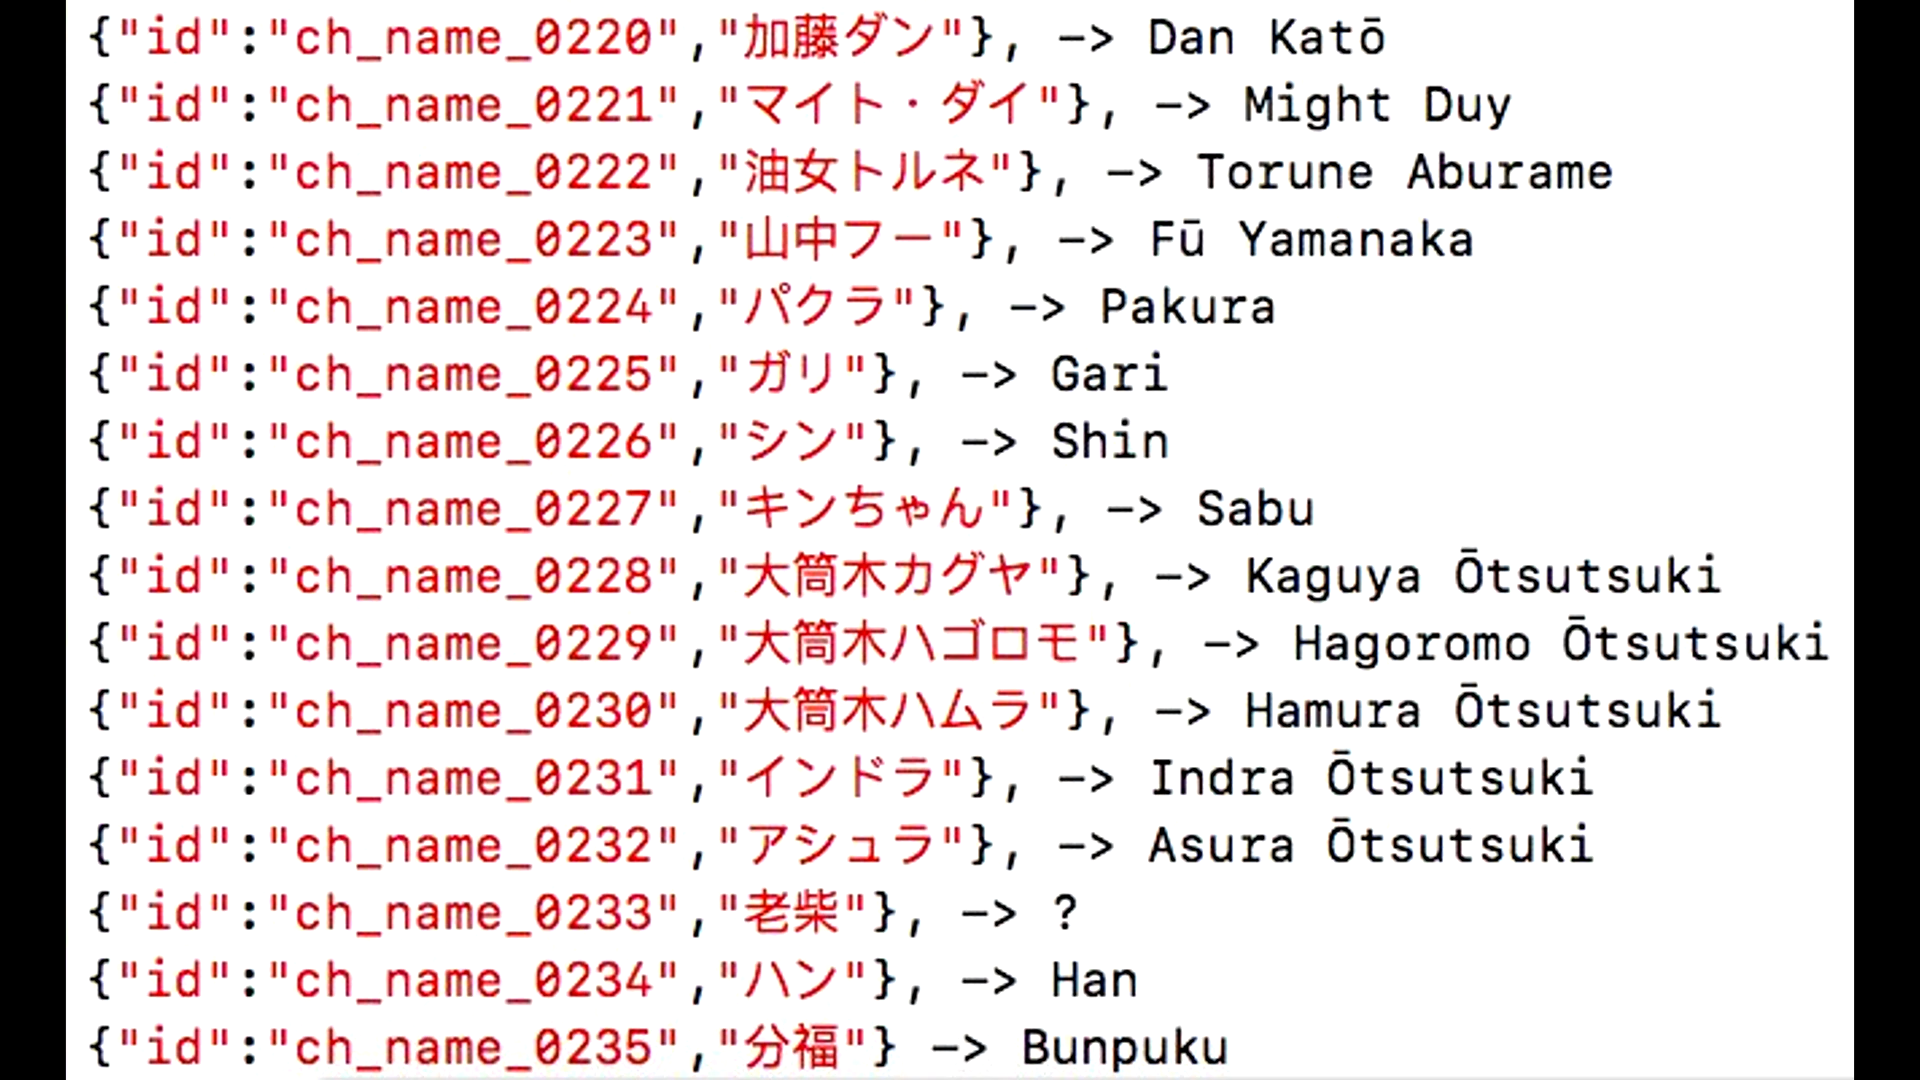 {"id":"ch_name_0220","加藤ダン"}, —> Dan Katō
{"id":"ch_name_0221","マイト・ダイ"}, —> Might Duy
{"id":"ch_name_0222","油女トルネ"}, —> Torune Aburame
{"id":"ch_name_0223","山中フー"}, —> Fū Yamanaka
{"id":"ch_name_0224","パクラ"}, —> Pakura
{"id":"ch_name_0225","ガリ"}, —> Gari
{"id":"ch_name_0226","シン"}, —> Shin
{"id":"ch_name_0227","キンちゃん"}, —> Sabu
{"id":"ch_name_0228","大筒木カグヤ"}, —> Kaguya Ōtsutsuki
{"id":"ch_name_0229","大筒木ハゴロモ"}, —> Hagoromo Ōtsutsuki
{"id":"ch_name_0230","大筒木ハムラ"}, —> Hamura Ōtsutsuki
{"id":"ch_name_0231","インドラ"}, —> Indra Ōtsutsuki
{"id":"ch_name_0232","アシュラ"}, —> Asura Ōtsutsuki
{"id":"ch_name_0233","老柴"}, —> ?
{"id":"ch_name_0234","ハン"}, —> Han
{"id":"ch_name_0235","分福"} —> Bunpuku